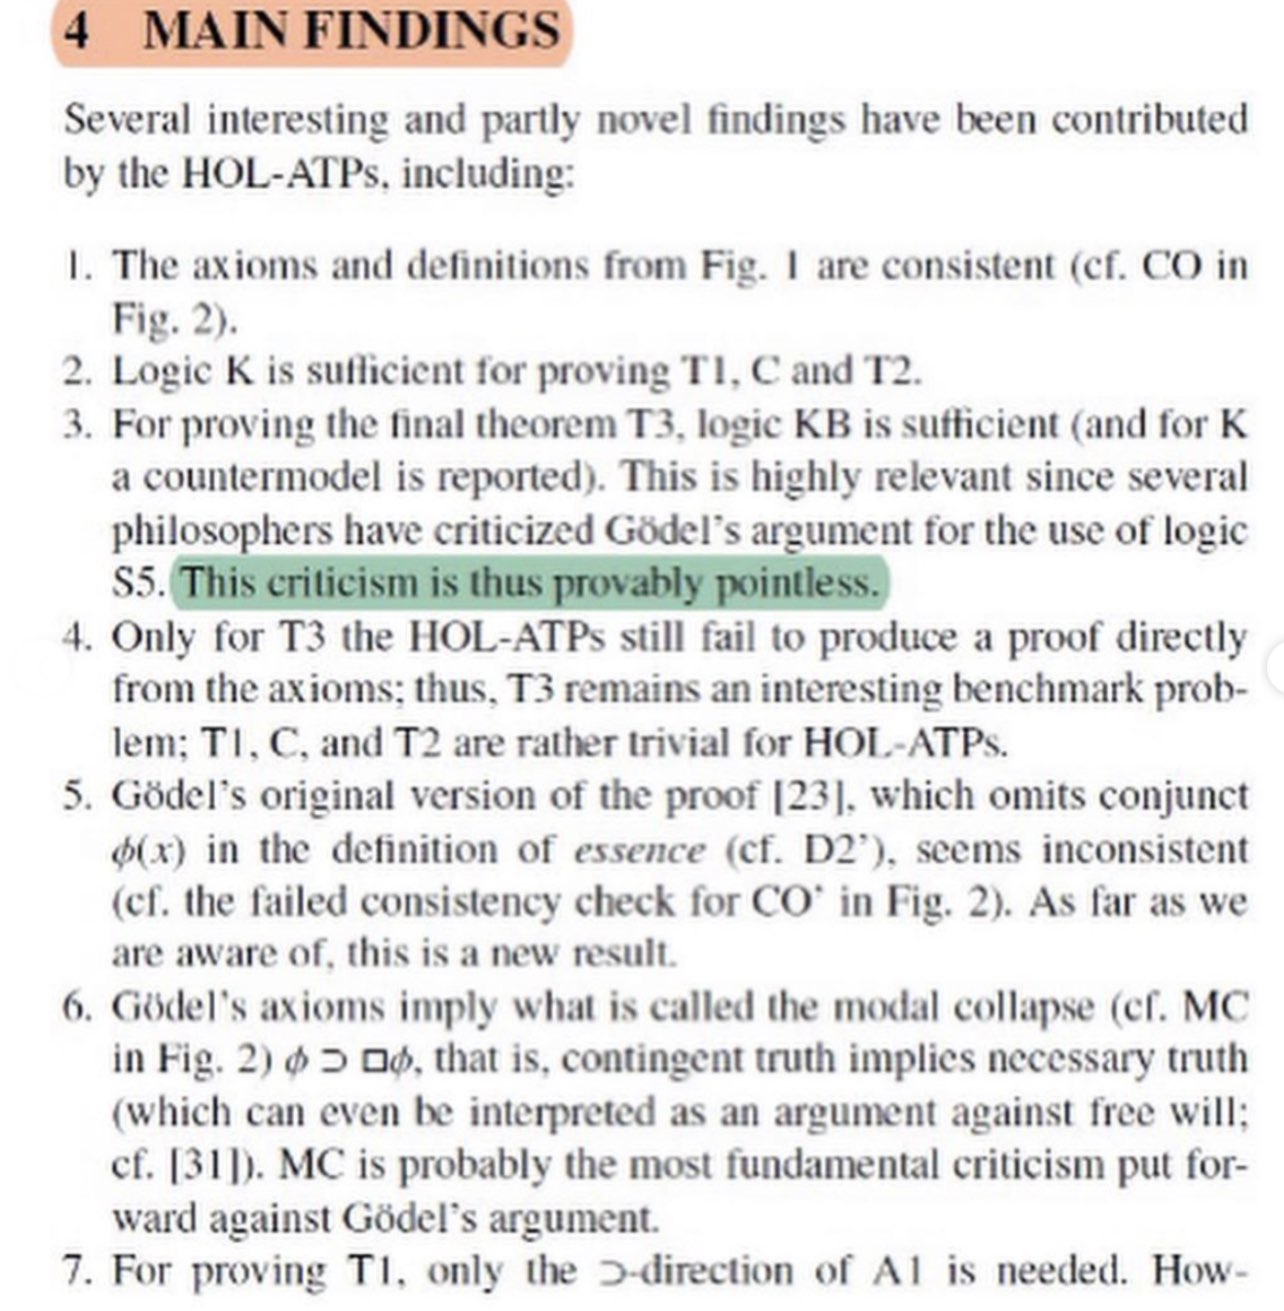 4 MAIN FINDINGS
Several interesting and partly novel findings have been contributed
by the HOL-ATPs, including:
1. The axioms and definitions from Fig. 1 are consistent (cf. CO in
Fig. 2).
2. Logic K is sufficient for proving T1, C and T2.
3. For proving the final theorem T3, logic KB is sufficient (and for K
a countermodel is reported). This is highly relevant since several
philosophers have criticized Gödel's argument for the use of logic
S5. This criticism is thus provably pointless.
4. Only for T3 the HOL-ATPs still fail to produce a proof directly
from the axioms; thus, T3 remains an interesting benchmark prob-
lem; T1, C, and T2 are rather trivial for HOL-ATPs.
5. Gödel's original version of the proof [23], which omits conjunct
ϕ(x) in the definition of essence (cf. D2'), seems inconsistent
(cf. the failed consistency check for CO' in Fig. 2). As far as we
are aware of, this is a new result.
6. Gödel's axioms imply what is called the modal collapse (cf. MC
in Fig. 2) ϕ ⊃ □ϕ, that is, contingent truth implies necessary truth
(which can even be interpreted as an argument against free will;
cf. [31]). MC is probably the most fundamental criticism put for-
ward against Gödel's argument.
7. For proving T1, only the ⊃-direction of A1 is needed. How-